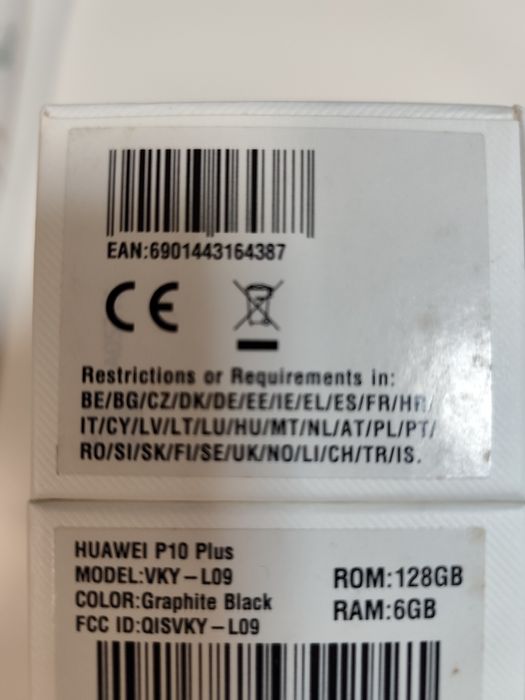 EAN:6901443164387
CE
Restrictions or Requirements in:
BE/BG/CZ/DK/DE/EE/IE/EL/ES/FR/HR/
IT/CY/LV/LT/LU/HU/MT/NL/AT/PL/PT/
RO/SI/SK/FI/SE/UK/NO/LI/CH/TR/IS.
HUAWEI P10 Plus
MODEL:VKY-L09
COLOR:Graphite Black
FCC ID:QISVKY-L09
ROM:128GB
RAM:6GB